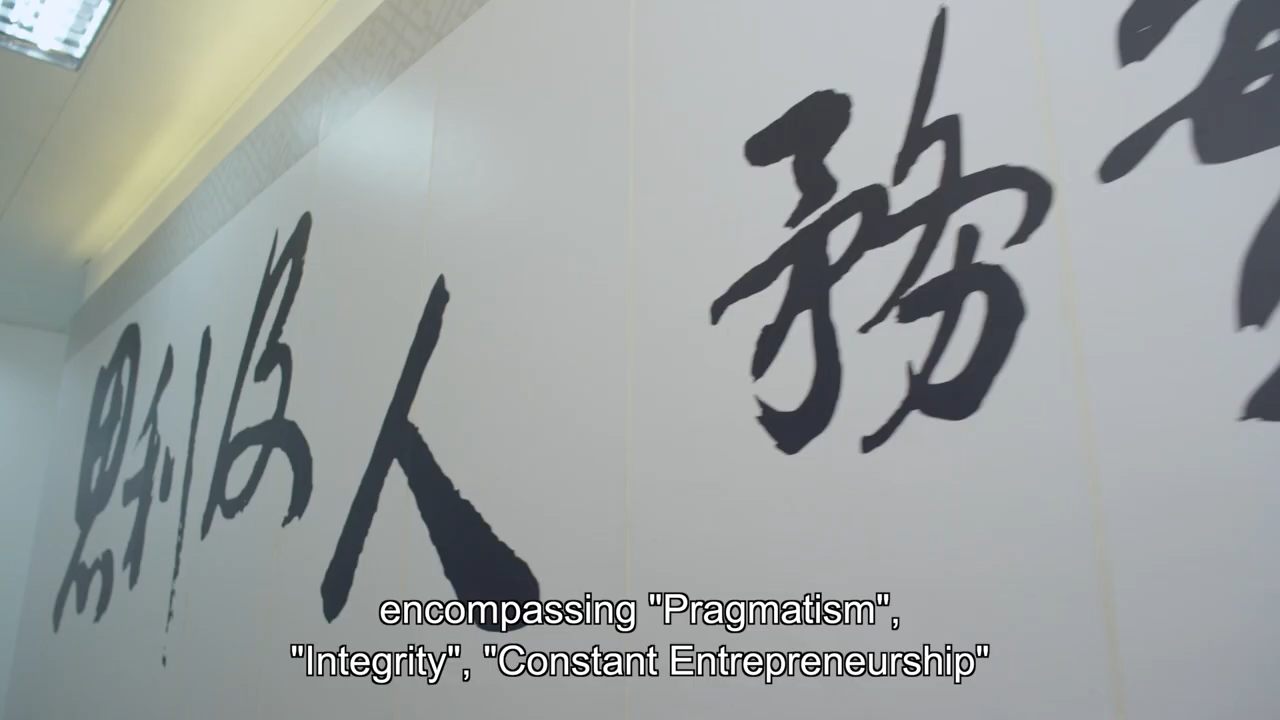 思利及人 務
encompassing "Pragmatism",
"Integrity", "Constant Entrepreneurship"